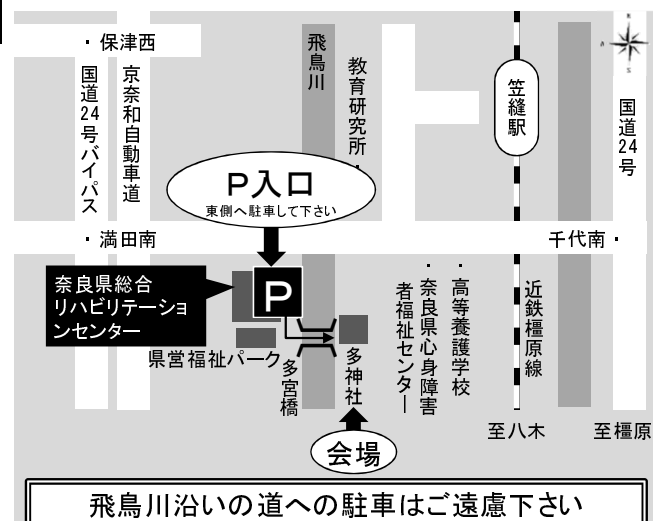 ・保津西
国道24号バイパス
京奈和自動車道
飛鳥川
教育研究所・
笠縫駅
国道24号
N
S
P入口
東側へ駐車して下さい
・満田南
千代南・
奈良県総合
リハビリテーショ
ンセンター
P
県営福祉パーク
多宮橋
多神社
・奈良県心身障害
者福祉センター
・高等養護学校
近鉄橿原線
至八木
至橿原
会場
飛鳥川沿いの道への駐車はご遠慮下さい